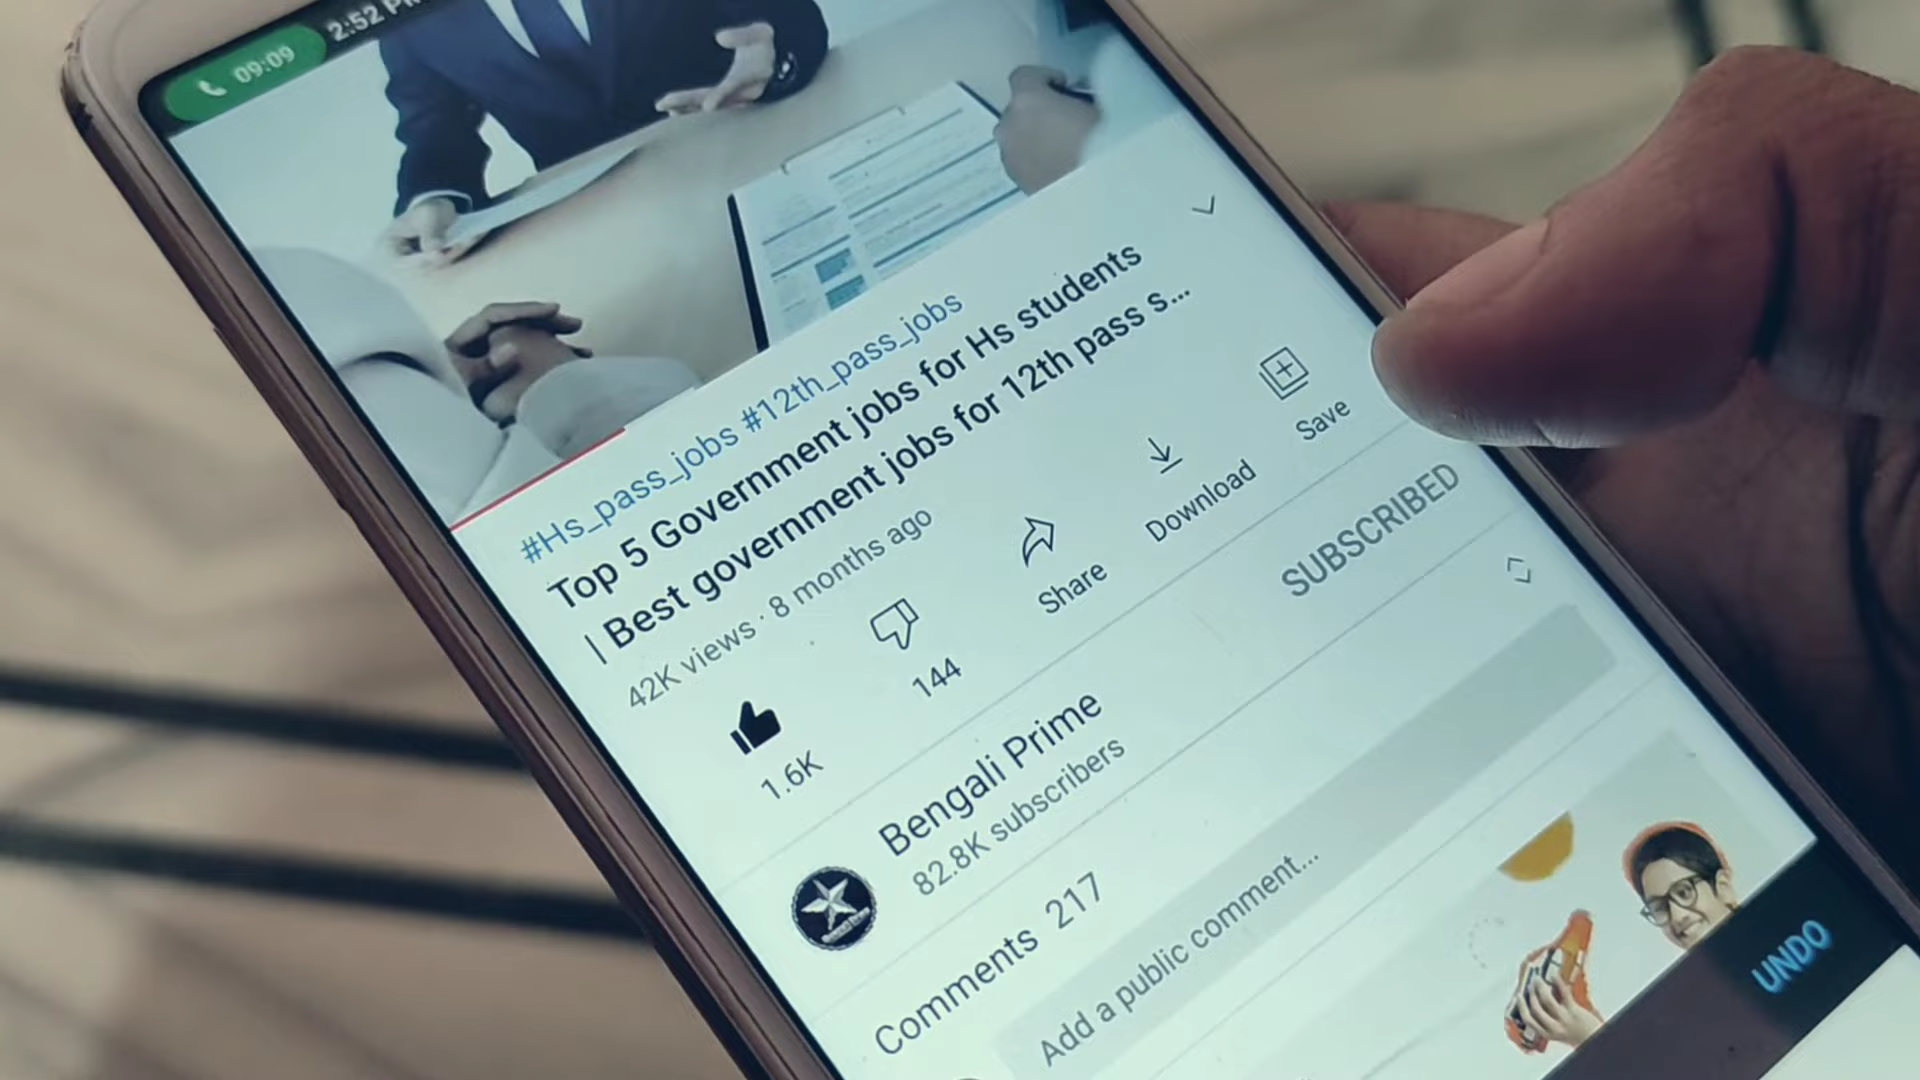 09:09 2:52
#Hs_pass_jobs #12th_pass_jobs
Top 5 Government jobs for Hs students
| Best government jobs for 12th pass s...
42K views · 8 months ago
1.6K
144
Share
Download
Save
Bengali Prime
82.8K subscribers
SUBSCRIBED
Comments 217
Add a public comment...
UNDO